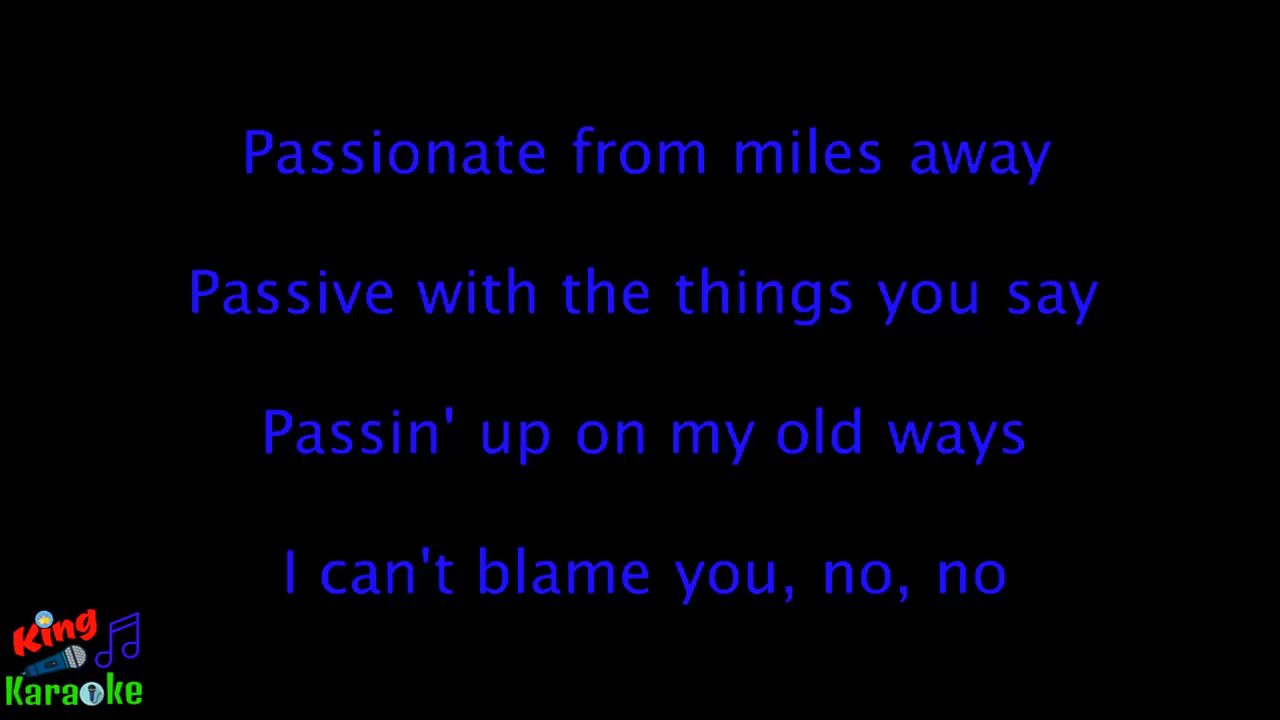 Passionate from miles away
Passive with the things you say
Passin' up on my old ways
I can't blame you, no, no
King
Karaoke